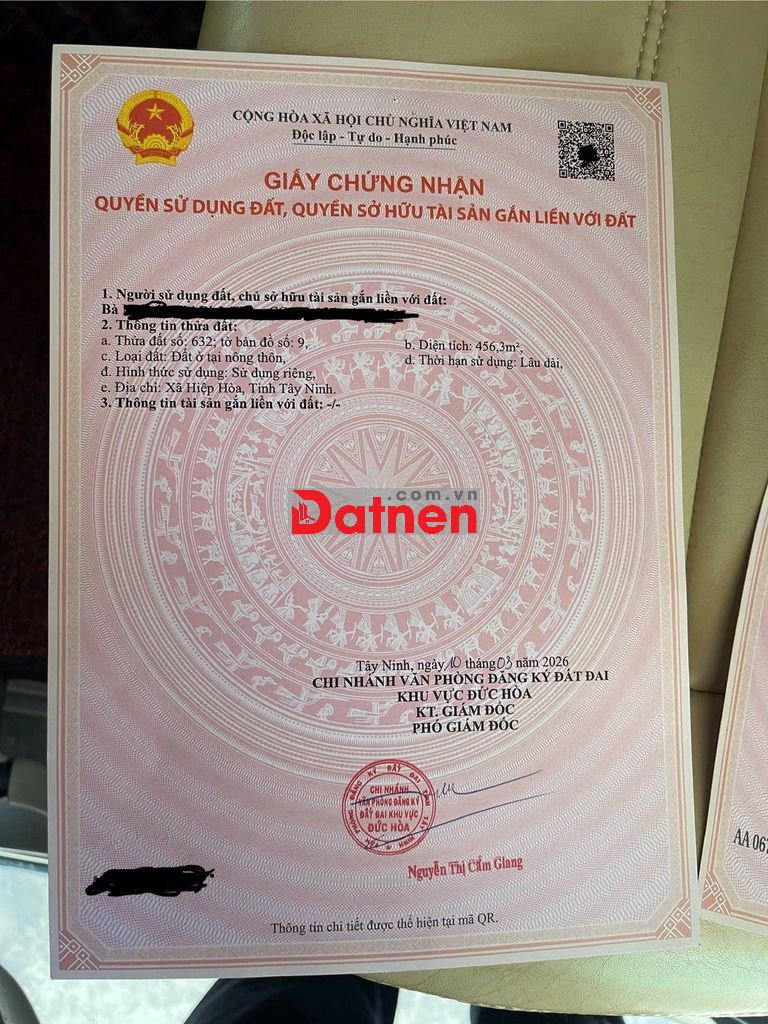 CỘNG HÒA XÃ HỘI CHỦ NGHĨA VIỆT NAM
Độc lập - Tự do - Hạnh phúc
GIẤY CHỨNG NHẬN
QUYỀN SỬ DỤNG ĐẤT, QUYỀN SỞ HỮU TÀI SẢN GẮN LIỀN VỚI ĐẤT
1. Người sử dụng đất, chủ sở hữu tài sản gắn liền với đất:
Bà
2. Thông tin thửa đất:
a. Thửa đất số: 632; tờ bản đồ số: 9, b. Diện tích: 456,3m²,
c. Loại đất: Đất ở tại nông thôn, d. Thời hạn sử dụng: Lâu dài,
đ. Hình thức sử dụng: Sử dụng riêng,
e. Địa chỉ: Xã Hiệp Hòa, Tỉnh Tây Ninh.
3. Thông tin tài sản gắn liền với đất: -/-
.com.vn
Datnen
Tây Ninh, ngày 10 tháng 03 năm 2026
CHI NHÁNH VĂN PHÒNG ĐĂNG KÝ ĐẤT ĐAI
KHU VỰC ĐỨC HÒA
KT. GIÁM ĐỐC
PHÓ GIÁM ĐỐC
CHI NHÁNH
VĂN PHÒNG ĐĂNG KÝ
ĐẤT ĐAI KHU VỰC
ĐỨC HÒA
Nguyễn Thị Cẩm Giang
AA 067
Thông tin chi tiết được thể hiện tại mã QR.